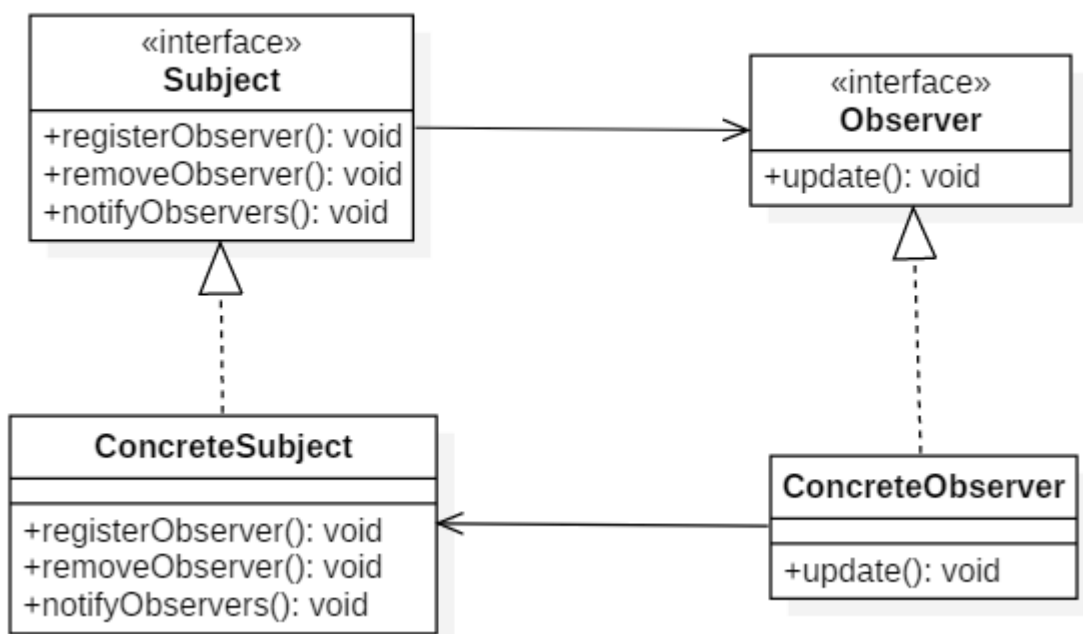 «interface»
Subject
+registerObserver(): void
+removeObserver(): void
+notifyObservers(): void
«interface»
Observer
+update(): void
ConcreteSubject
+registerObserver(): void
+removeObserver(): void
+notifyObservers(): void
ConcreteObserver
+update(): void